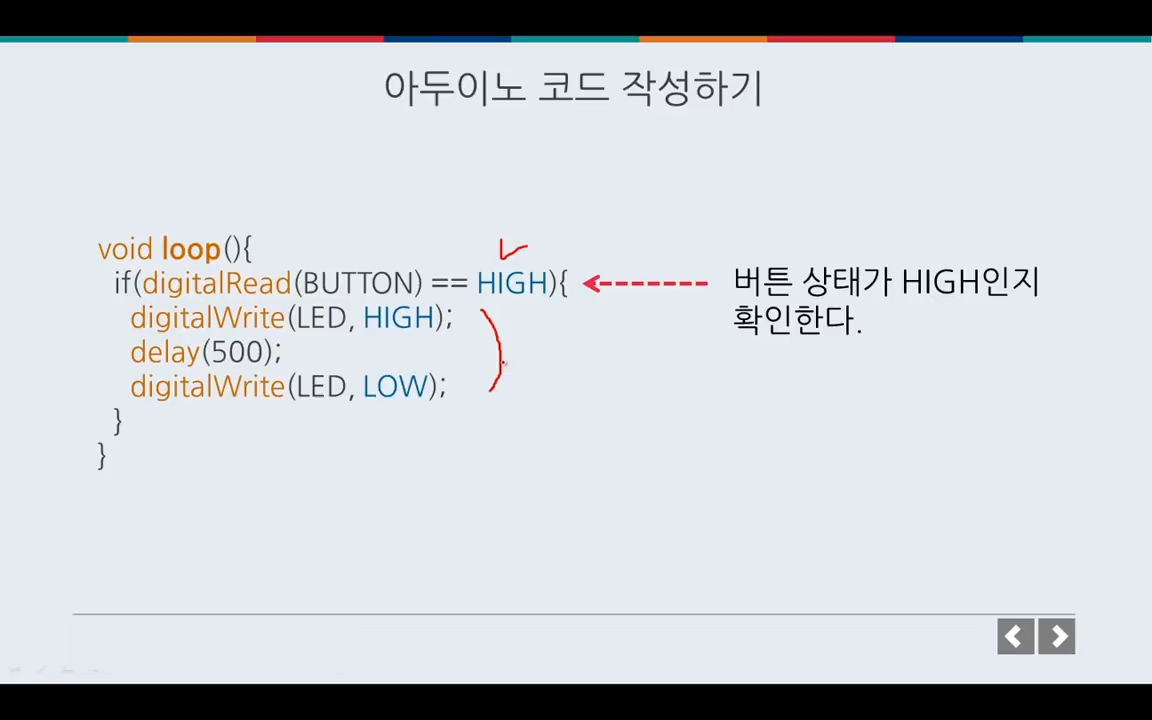 아두이노 코드 작성하기
void loop(){
if(digitalRead(BUTTON) == HIGH){
digitalWrite(LED, HIGH);
delay(500);
digitalWrite(LED, LOW);
}
}
버튼 상태가 HIGH인지
확인한다.